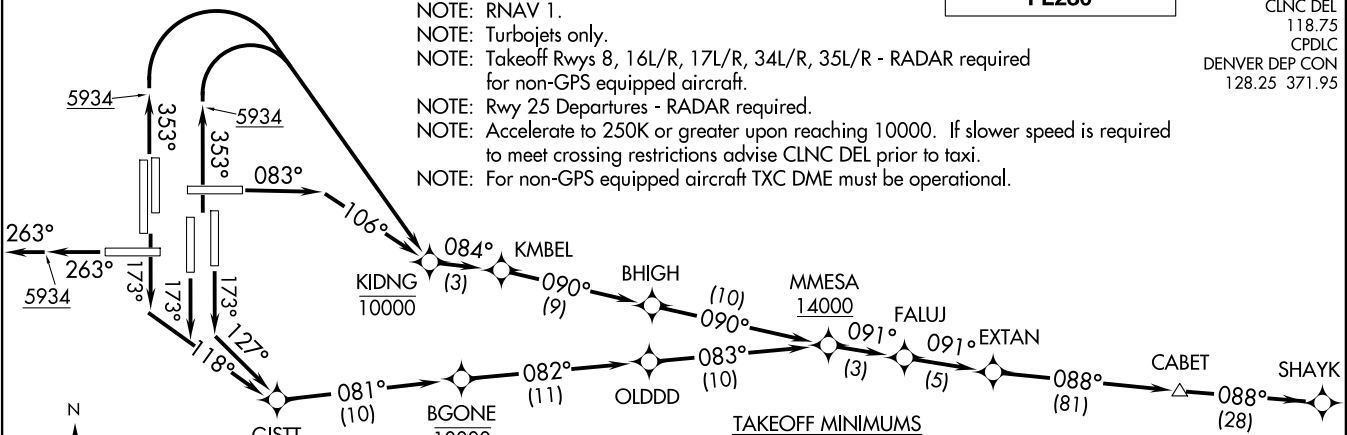 FL280
CLNC DEL
118.75
CPDLC
DENVER DEP CON
128.25 371.95
NOTE: RNAV 1.
NOTE: Turbojets only.
NOTE: Takeoff Rwys 8, 16L/R, 17L/R, 34L/R, 35L/R - RADAR required
for non-GPS equipped aircraft.
NOTE: Rwy 25 Departures - RADAR required.
NOTE: Accelerate to 250K or greater upon reaching 10000. If slower speed is required
to meet crossing restrictions advise CLNC DEL prior to taxi.
NOTE: For non-GPS equipped aircraft TXC DME must be operational.
5934
353°
5934
353°
083°
106°
263°
263°
5934
173°
173°
173°
118°
127°
KIDNG
10000
084°
(3)
KMBEL
090°
(9)
BHIGH
(10)
090°
MMESA
14000
091°
(3)
FALUJ
091°
(5)
EXTAN
088°
(81)
CABET
088°
(28)
SHAYK
081°
(10)
BGONE
10000
082°
(11)
OLDDD
083°
(10)
GISTT
N
TAKEOFF MINIMUMS